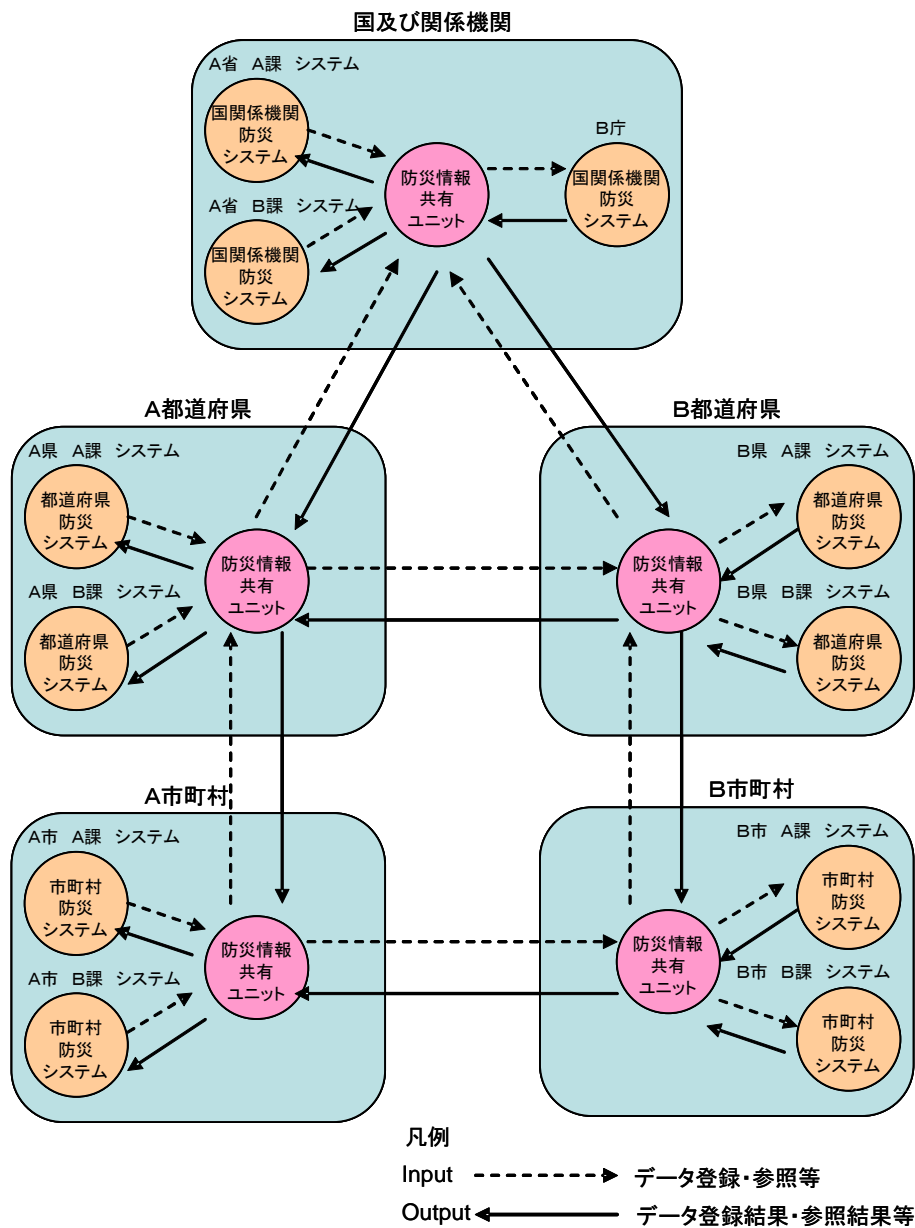 国及び関係機関
A省 A課 システム
国関係機関
防災
システム
A省 B課 システム
国関係機関
防災
システム
防災情報
共有
ユニット
B庁
国関係機関
防災
システム
A都道府県
A県 A課 システム
都道府県
防災
システム
A県 B課 システム
都道府県
防災
システム
防災情報
共有
ユニット
B都道府県
B県 A課 システム
都道府県
防災
システム
防災情報
共有
ユニット
B県 B課 システム
都道府県
防災
システム
A市町村
A市 A課 システム
市町村
防災
システム
A市 B課 システム
市町村
防災
システム
防災情報
共有
ユニット
B市町村
B市 A課 システム
市町村
防災
システム
防災情報
共有
ユニット
B市 B課 システム
市町村
防災
システム
凡例
Input データ登録・参照等
Output データ登録結果・参照結果等